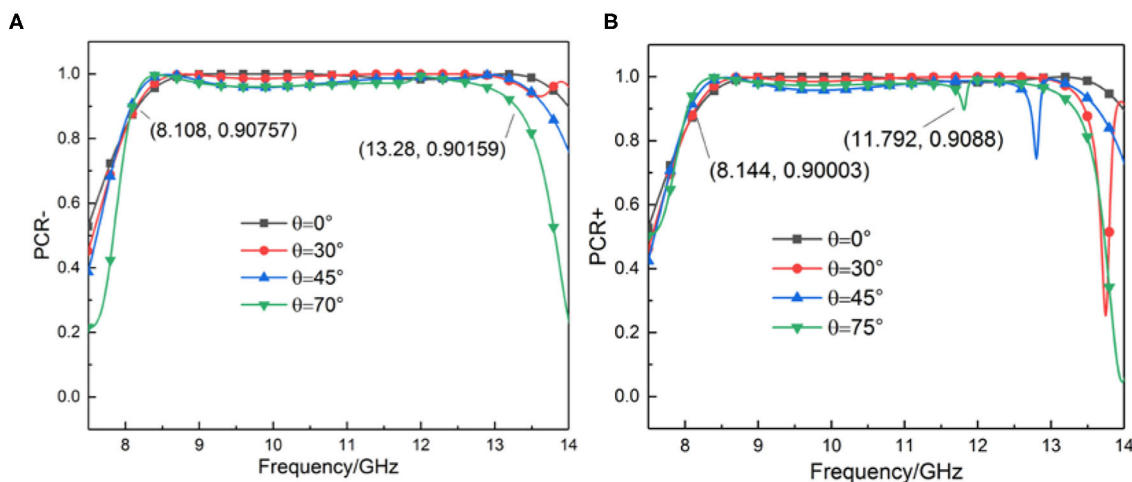 A
1.0
0.8
0.6
0.4
0.2
0.0
PCR-
(8.108, 0.90757)
(13.28, 0.90159)
θ=0°
θ=30°
θ=45°
θ=70°
8 9 10 11 12 13 14
Frequency/GHz
B
1.0
0.8
0.6
0.4
0.2
0.0
PCR+
(11.792, 0.9088)
(8.144, 0.90003)
θ=0°
θ=30°
θ=45°
θ=75°
8 9 10 11 12 13 14
Frequency/GHz